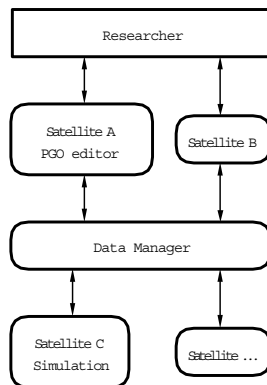 Researcher
Satellite A
PGO editor
Satellite B
Data Manager
Satellite C
Simulation
Satellite ...